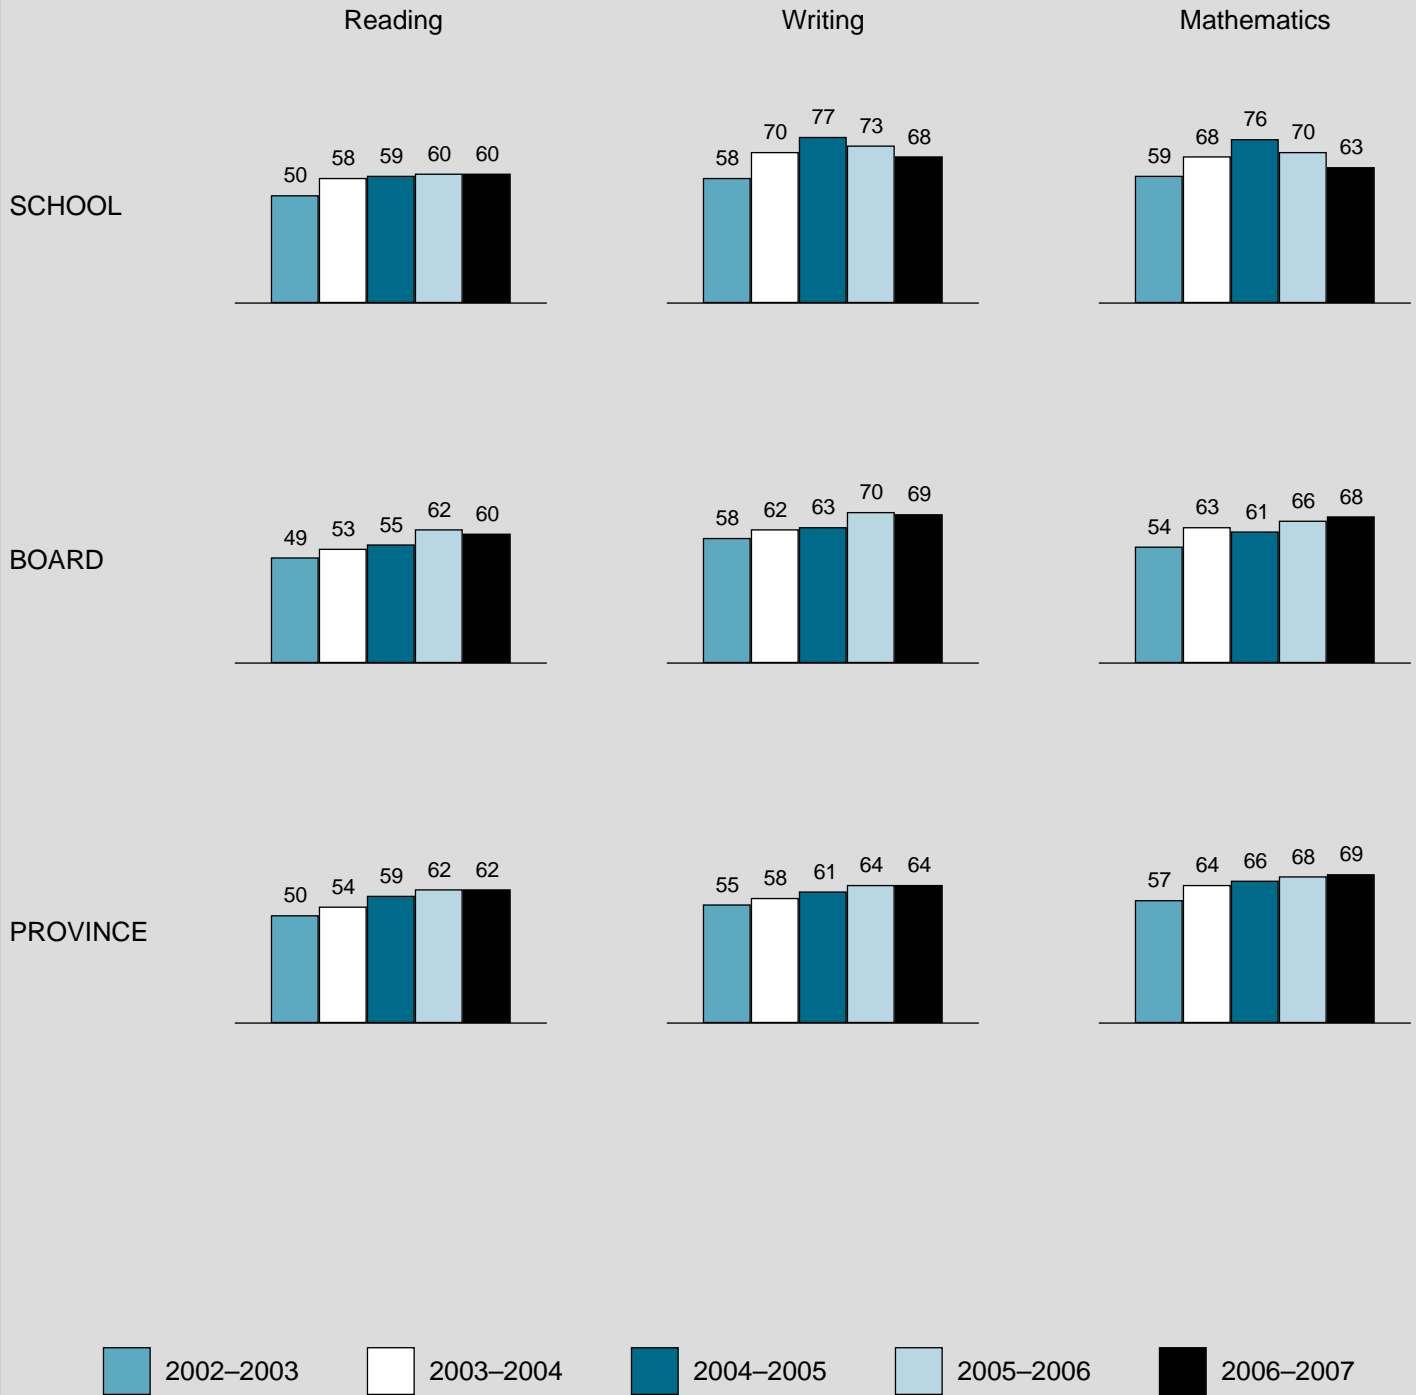 Reading Writing Mathematics
SCHOOL
50 58 59 60 60
58 70 77 73 68
59 68 76 70 63
BOARD
49 53 55 62 60
58 62 63 70 69
54 63 61 66 68
PROVINCE
50 54 59 62 62
55 58 61 64 64
57 64 66 68 69
2002–2003 2003–2004 2004–2005 2005–2006 2006–2007